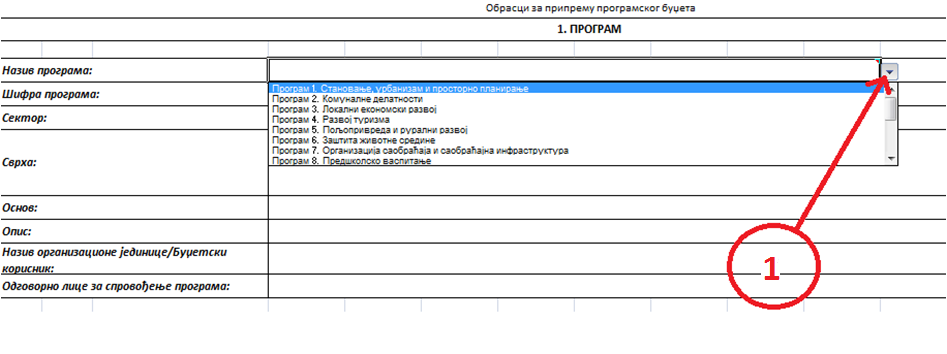 Обрасци за припрему програмског буџета
1. ПРОГРАМ
Назив програма:
Програм 1. Становање, урбанизам и просторно планирање
Програм 2. Комуналне делатности
Програм 3. Локални економски развој
Програм 4. Развој туризма
Програм 5. Пољопривреда и рурални развој
Програм 6. Заштита животне средине
Програм 7. Организација саобраћаја и саобраћајна инфраструктура
Програм 8. Предшколско васпитање
Шифра програма:
Сектор:
Сврха:
Основ:
Опис:
Назив организационе јединице/Буџетски
корисник:
Одговорно лице за спровођење програма:
1